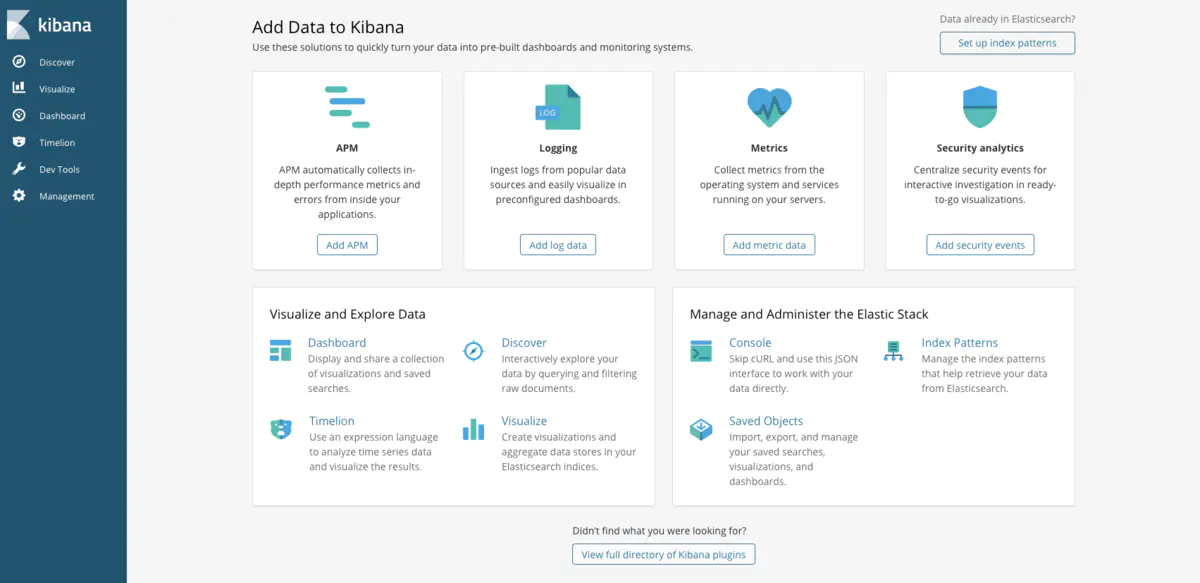 kibana
Discover
Visualize
Dashboard
Timelion
Dev Tools
Management
Add Data to Kibana
Use these solutions to quickly turn your data into pre-built dashboards and monitoring systems.
Data already in Elasticsearch?
Set up index patterns
APM
APM automatically collects in-
depth performance metrics and
errors from inside your
applications.
Add APM
LOG
Logging
Ingest logs from popular data
sources and easily visualize in
preconfigured dashboards.
Add log data
Metrics
Collect metrics from the
operating system and services
running on your servers.
Add metric data
LOG
Security analytics
Centralize security events for
interactive investigation in ready-
to-go visualizations.
Add security events
Visualize and Explore Data
Dashboard
Display and share a collection
of visualizations and saved
searches.
Discover
Interactively explore your
data by querying and filtering
raw documents.
Timelion
Use an expression language
to analyze time series data
and visualize the results.
Visualize
Create visualizations and
aggregate data stores in your
Elasticsearch indices.
Manage and Administer the Elastic Stack
Console
Skip cURL and use this JSON
interface to work with your
data directly.
Index Patterns
Manage the index patterns
that help retrieve your data
from Elasticsearch.
Saved Objects
Import, export, and manage
your saved searches,
visualizations, and
dashboards.
Didn't find what you were looking for?
View full directory of Kibana plugins